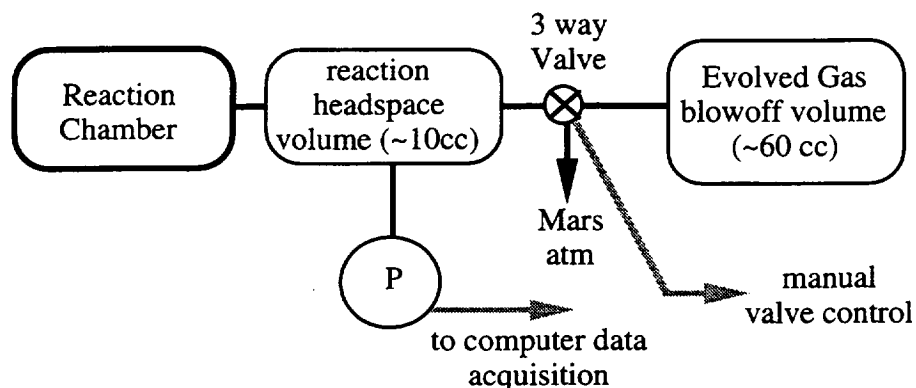 3 way
Valve
Reaction
Chamber
reaction
headspace
volume (~10cc)
Evolved Gas
blowoff volume
(~60 cc)
Mars
atm
P
manual
valve control
to computer data
acquisition